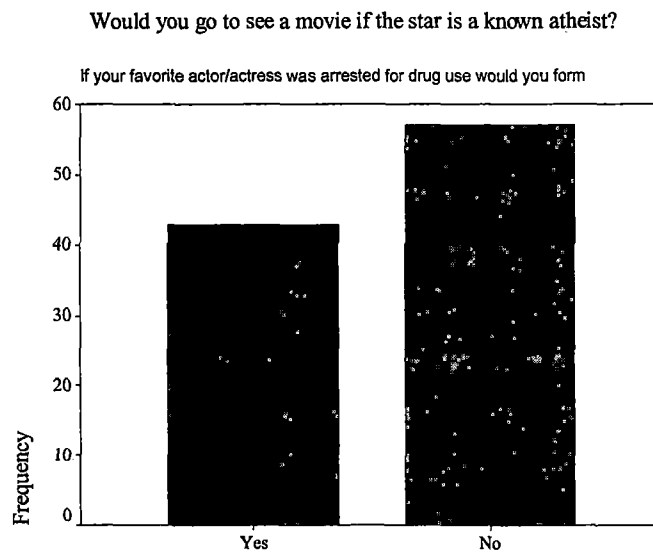 Would you go to see a movie if the star is a known atheist?
If your favorite actor/actress was arrested for drug use would you form
60
50
40
30
20
10
0
Frequency
Yes
No